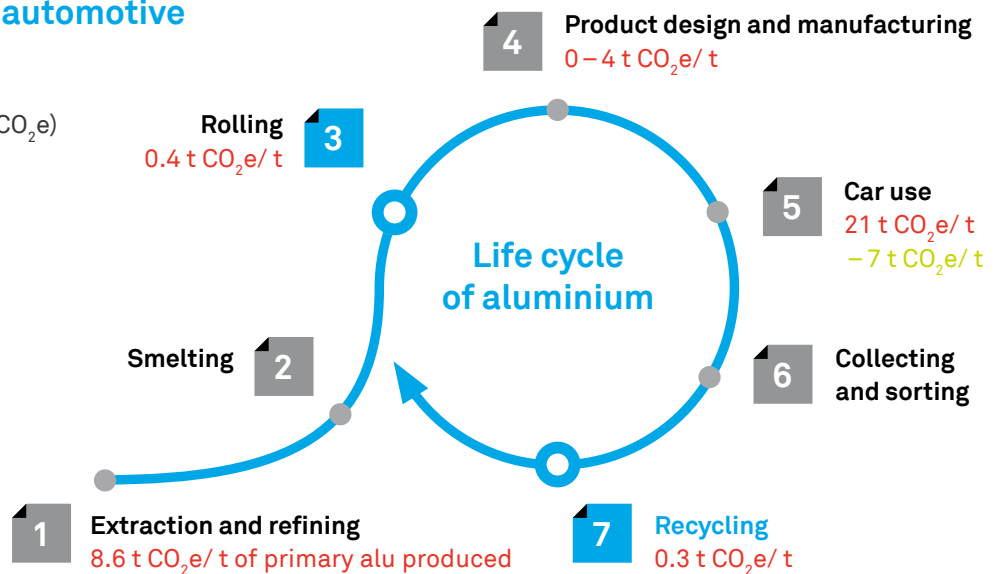 automotive
CO₂e)
4
Product design and manufacturing
0 – 4 t CO₂e/ t
Rolling
0.4 t CO₂e/ t
3
5
Car use
21 t CO₂e/ t
– 7 t CO₂e/ t
Life cycle
of aluminium
Smelting
2
6
Collecting
and sorting
1
Extraction and refining
8.6 t CO₂e/ t of primary alu produced
7
Recycling
0.3 t CO₂e/ t